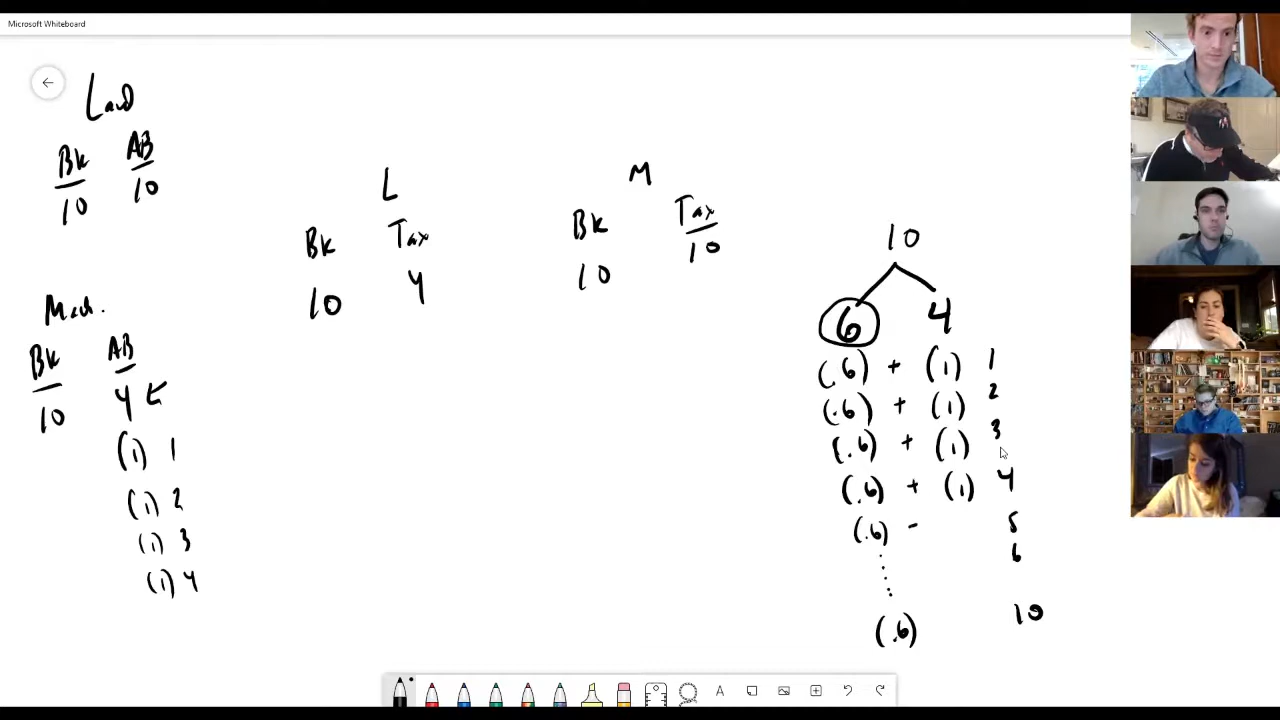 Microsoft Whiteboard
Land
Bk AB
10 10
Mach.
Bk AB
10 4
(1) 1
(1) 2
(1) 3
(1) 4
L
Bk Tax
10 4
M
Bk Tax
10 10
10
6 4
(.6) + (1) 1
(.6) + (1) 2
(.6) + (1) 3
(.6) + (1) 4
(.6) - 5
6
(.6) 10
A